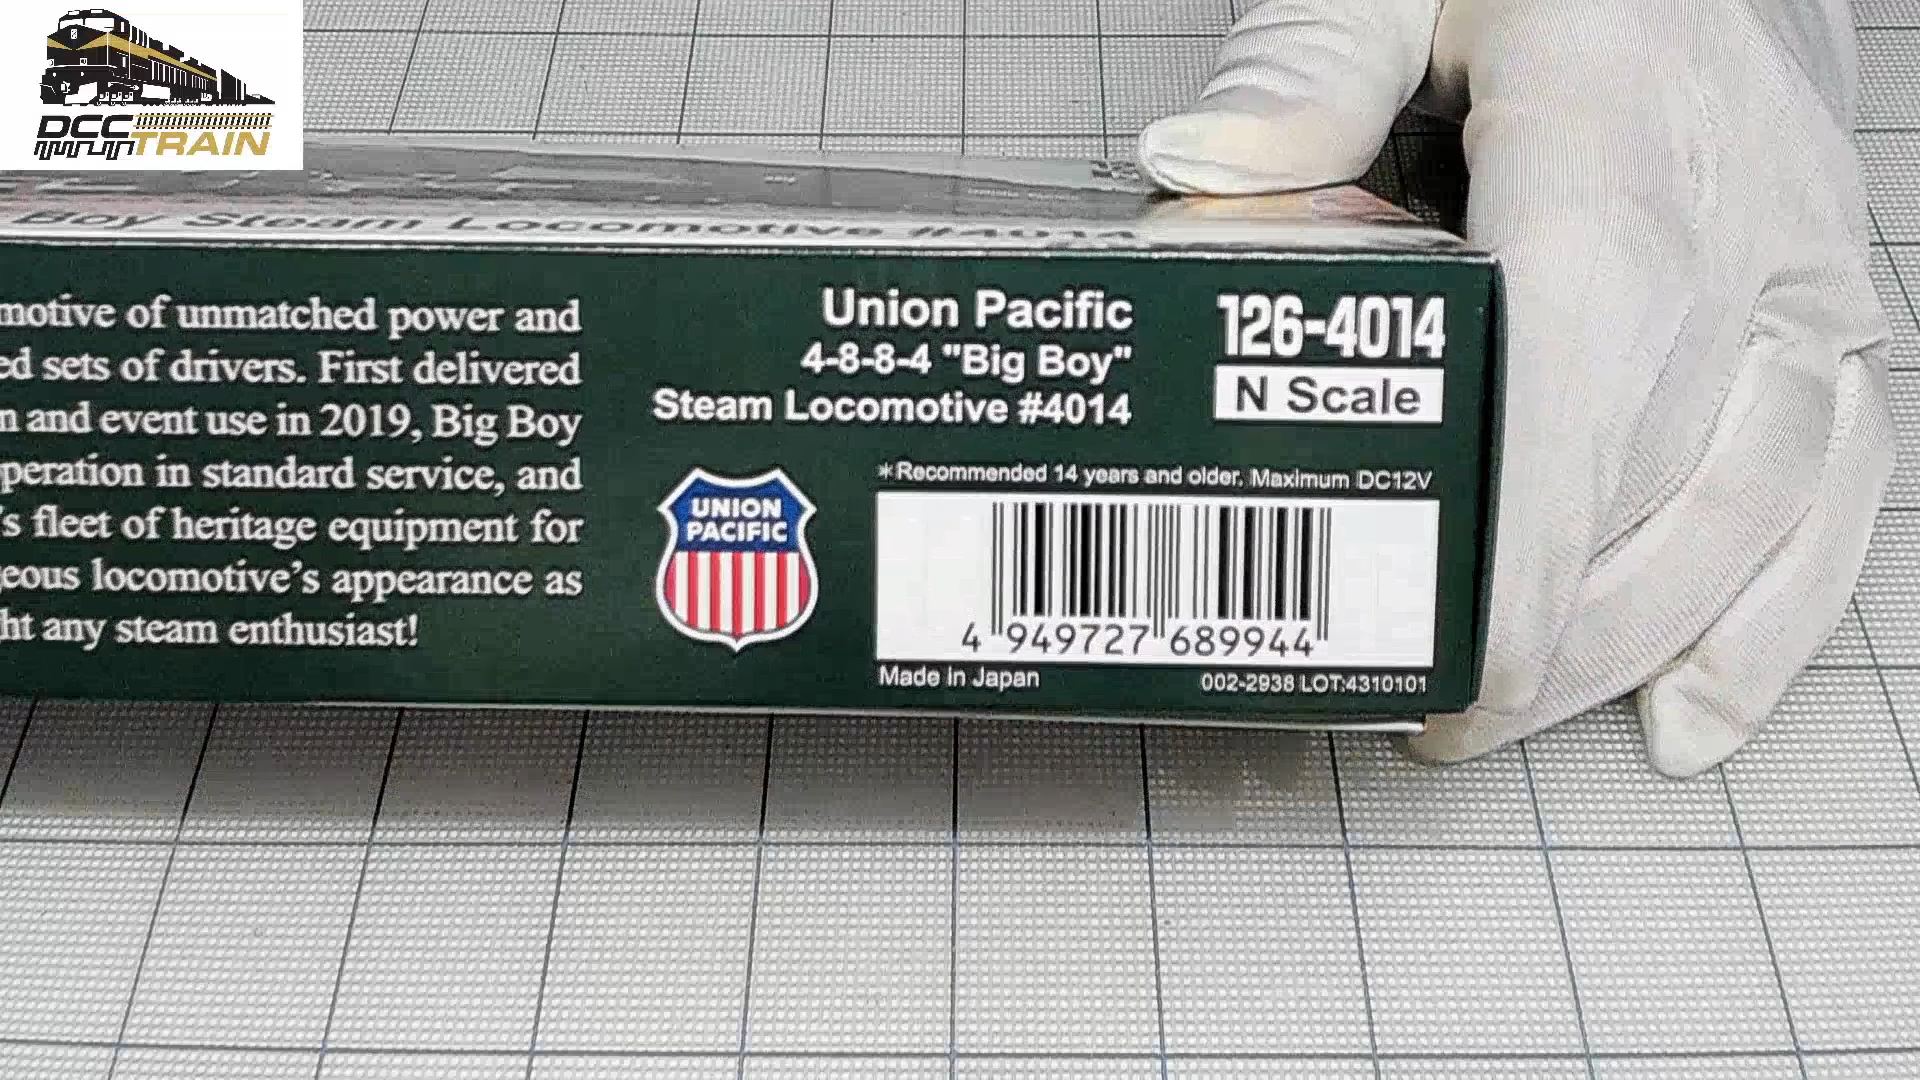 DCC
TRAIN
Boy Steam Locomotive #4014
motive of unmatched power and
ed sets of drivers. First delivered
n and event use in 2019, Big Boy
peration in standard service, and
's fleet of heritage equipment for
eous locomotive's appearance as
ht any steam enthusiast!
Union Pacific
4-8-8-4 "Big Boy"
Steam Locomotive #4014
126-4014
N Scale
UNION
PACIFIC
*Recommended 14 years and older. Maximum DC12V
4 949727 689944
Made in Japan
002-2938 LOT:4310101